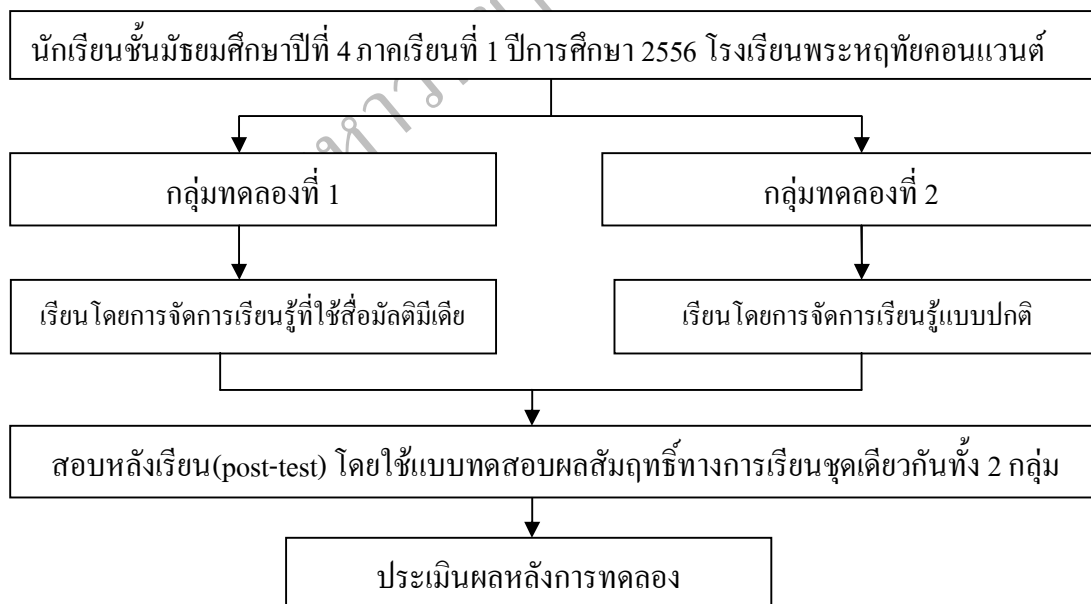 นักเรียนชั้นมัธยมศึกษาปีที่ 4 ภาคเรียนที่ 1 ปีการศึกษา 2556 โรงเรียนพระหฤทัยคอนแวนต์
กลุ่มทดลองที่ 1
กลุ่มทดลองที่ 2
เรียนโดยการจัดการเรียนรู้ที่ใช้สื่อมัลติมีเดีย
เรียนโดยการจัดการเรียนรู้แบบปกติ
สอบหลังเรียน(post-test) โดยใช้แบบทดสอบผลสัมฤทธิ์ทางการเรียนชุดเดียวกันทั้ง 2 กลุ่ม
ประเมินผลหลังการทดลอง